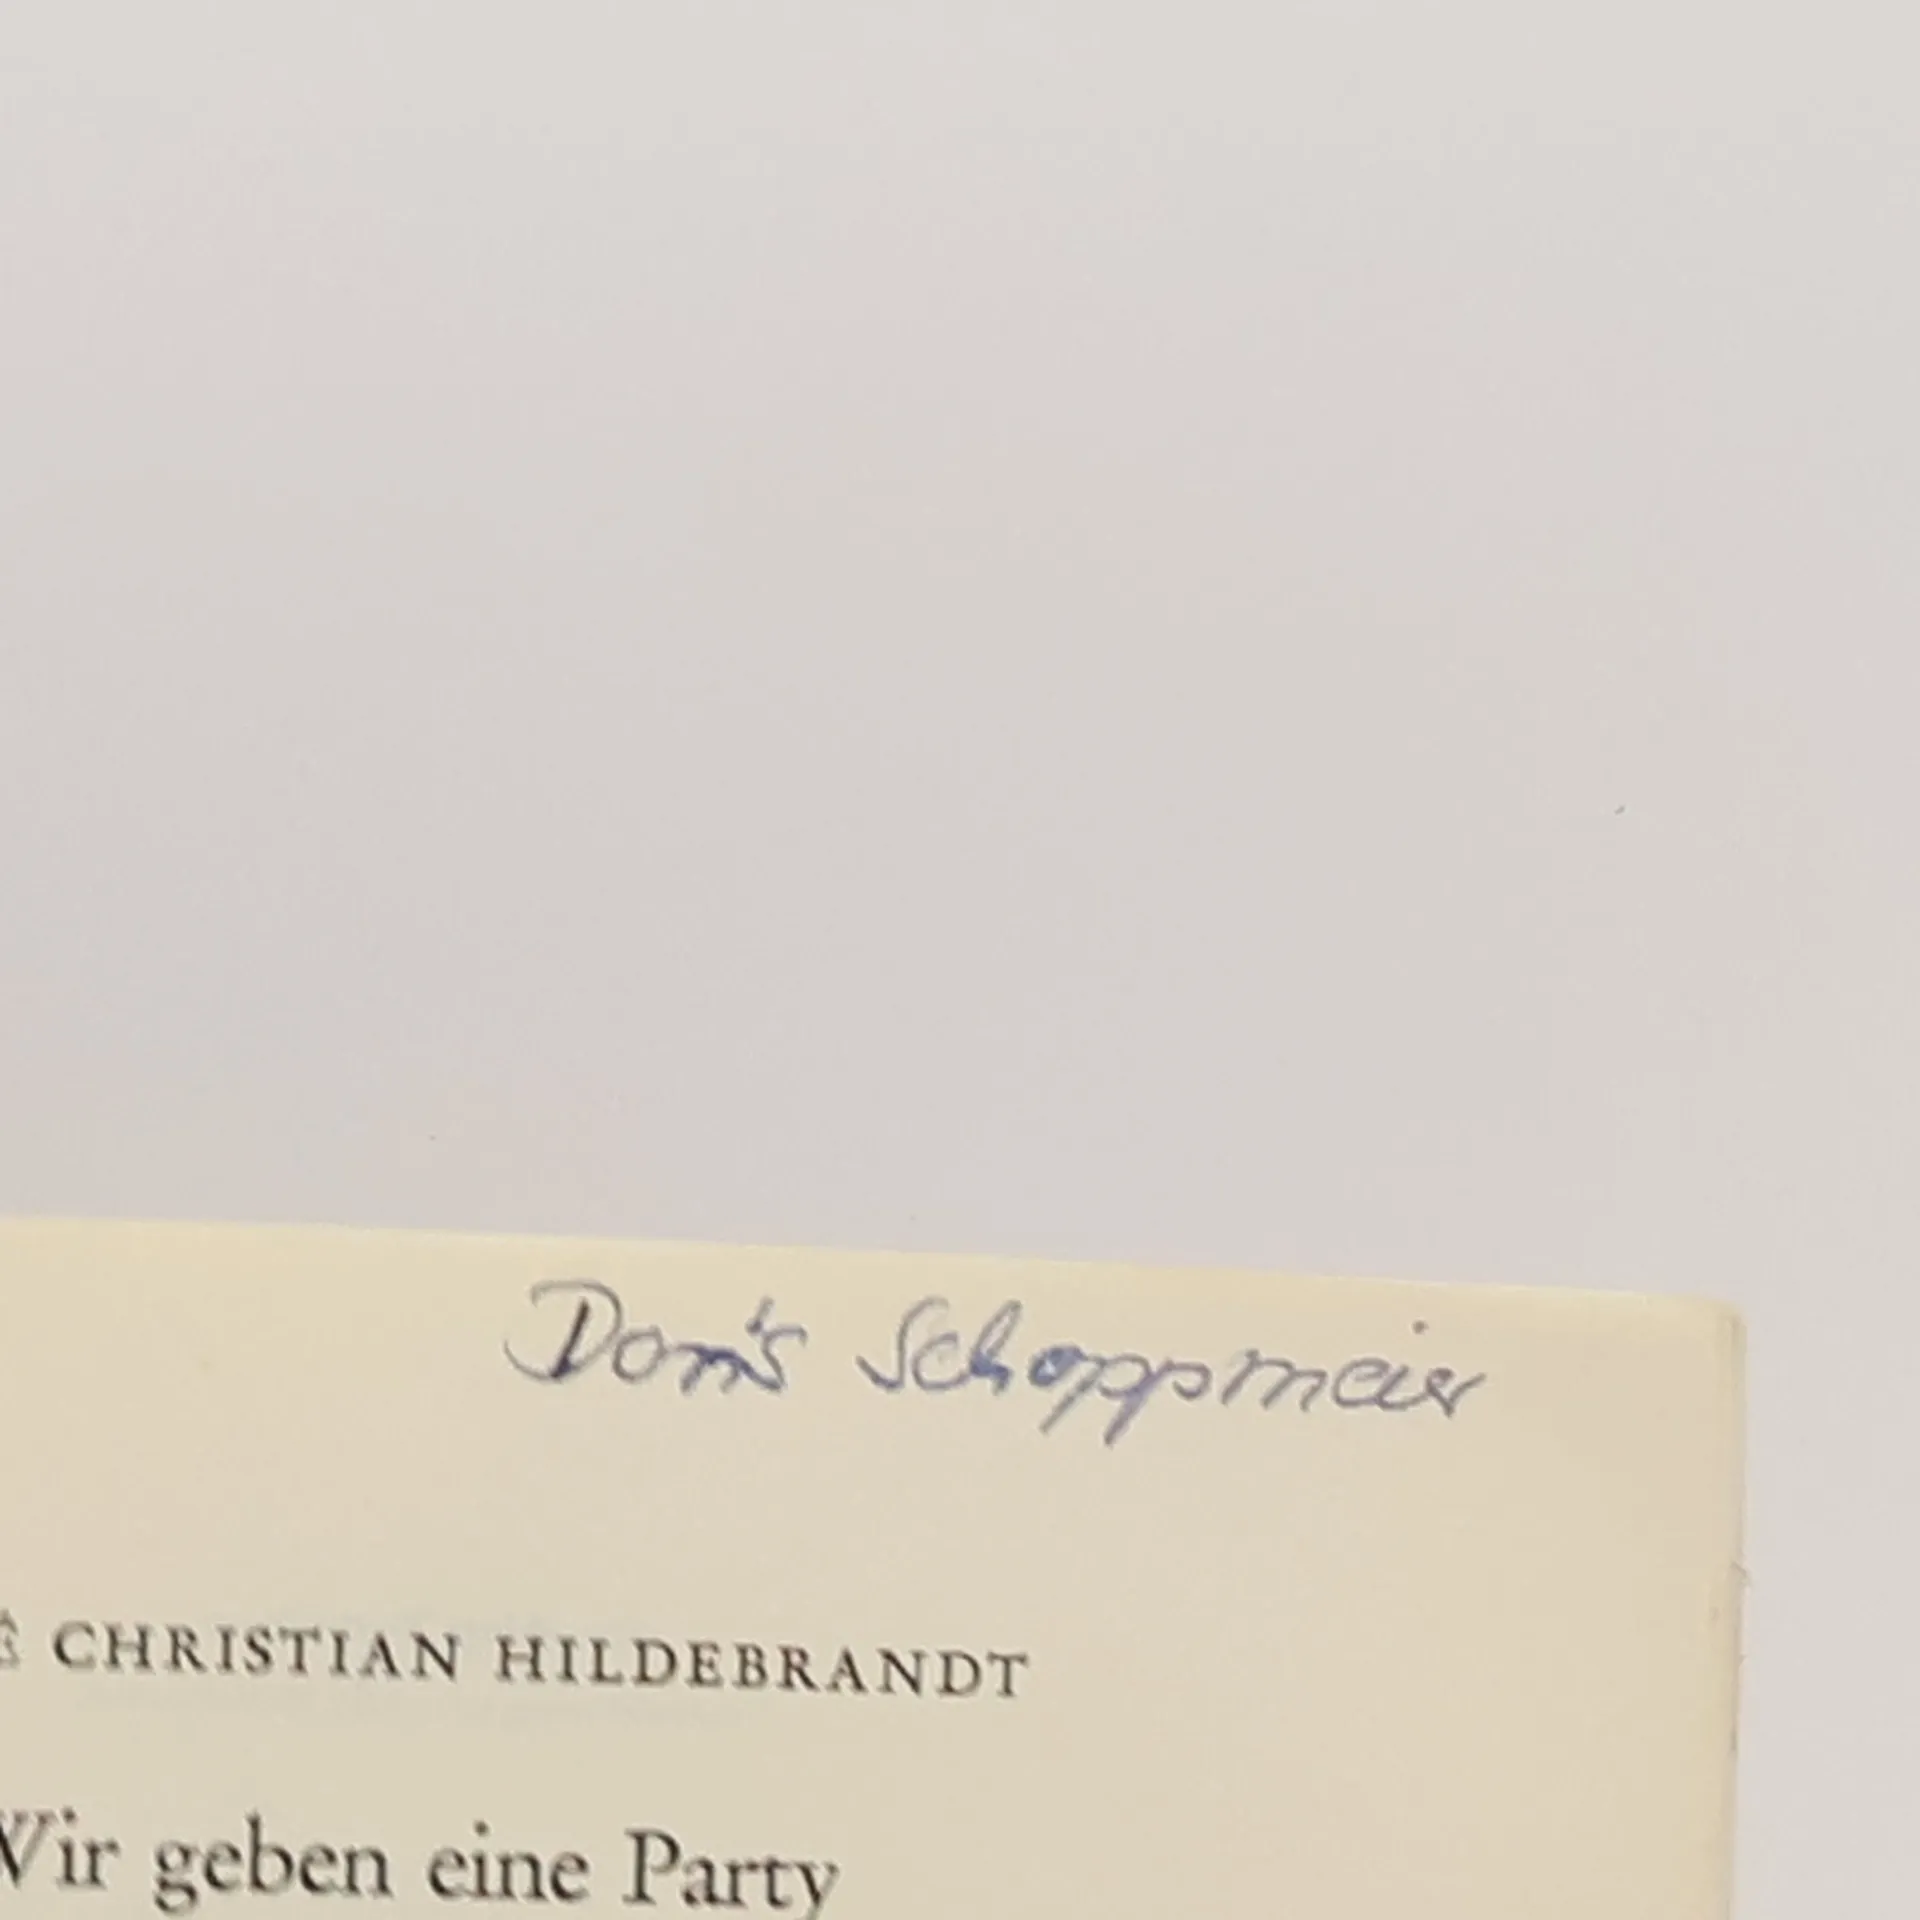 Doris Schoppmeier
CHRISTIAN HILDEBRANDT
Wir geben eine Party